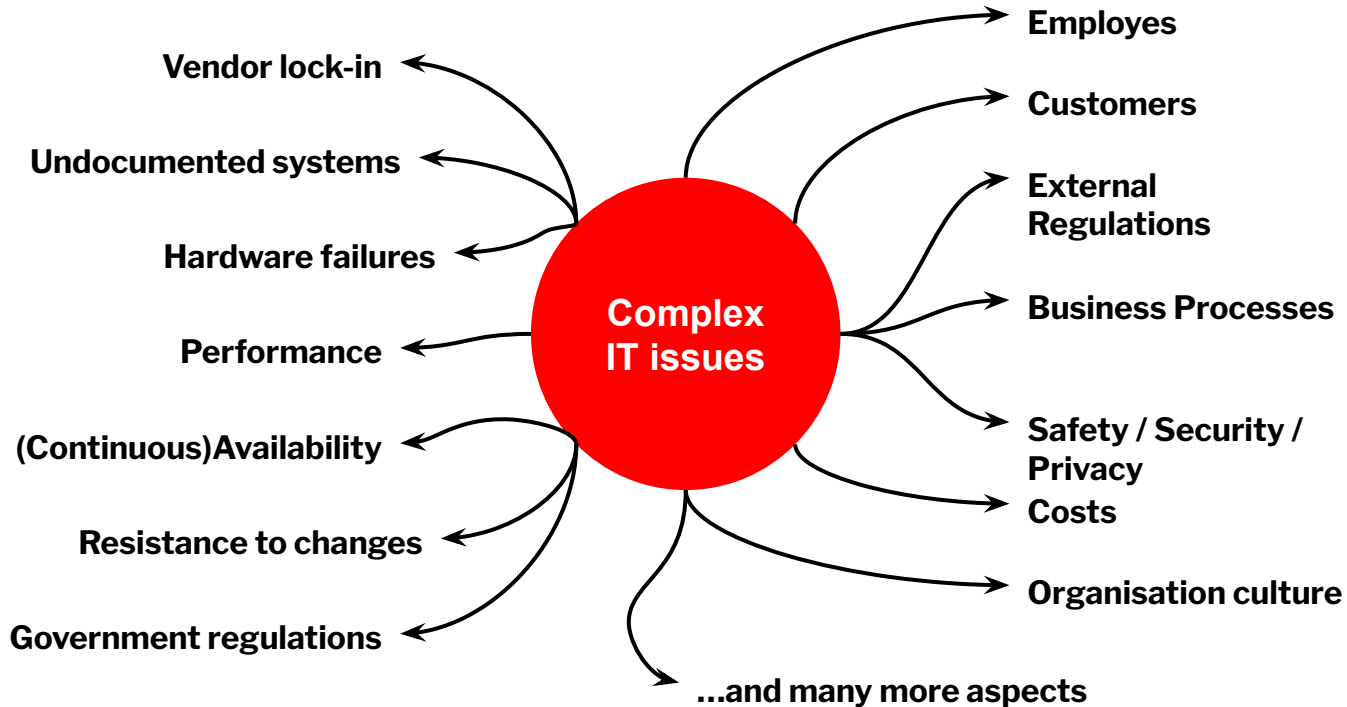 Vendor lock-in
Undocumented systems
Hardware failures
Performance
(Continuous)Availability
Resistance to changes
Government regulations
Complex
IT issues
Employes
Customers
External
Regulations
Business Processes
Safety / Security /
Privacy
Costs
Organisation culture
...and many more aspects